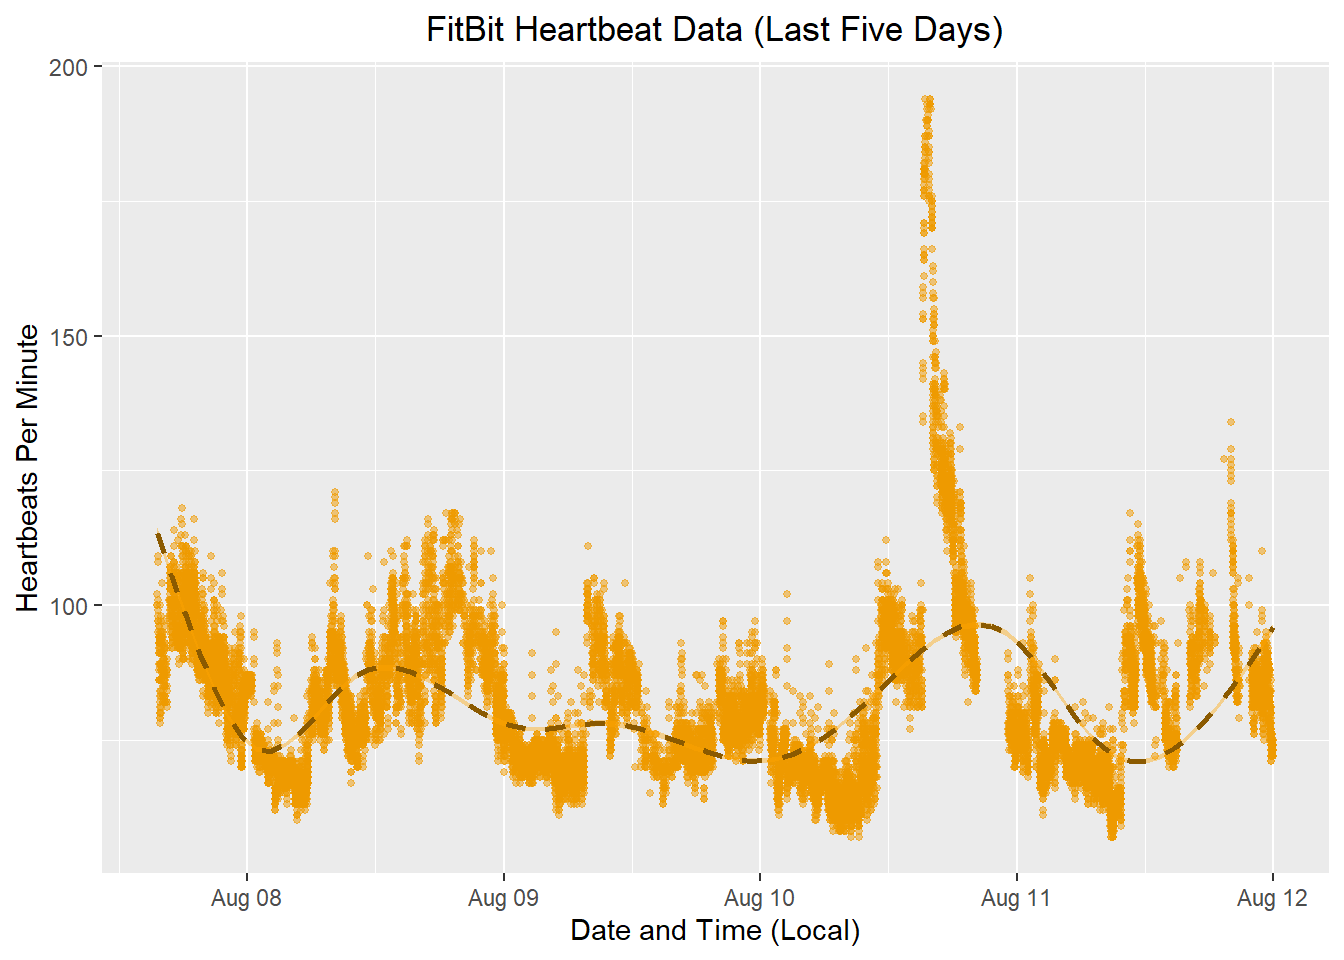 FitBit Heartbeat Data (Last Five Days)
200
150
100
Heartbeats Per Minute
Aug 08 Aug 09 Aug 10 Aug 11 Aug 12
Date and Time (Local)